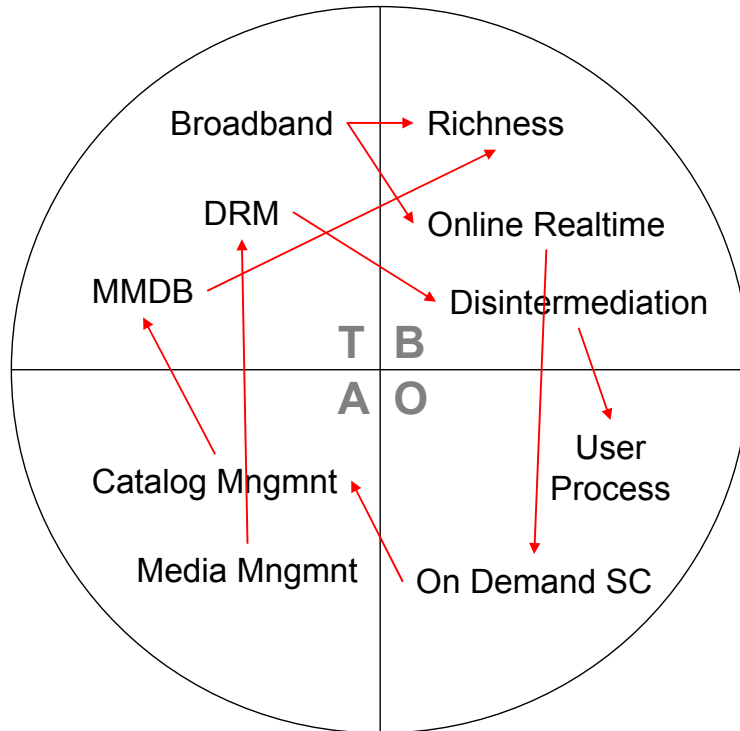 Broadband
Richness
DRM
Online Realtime
MMDB
Disintermediation
T B
A O
User
Process
Catalog Mngmnt
Media Mngmnt
On Demand SC